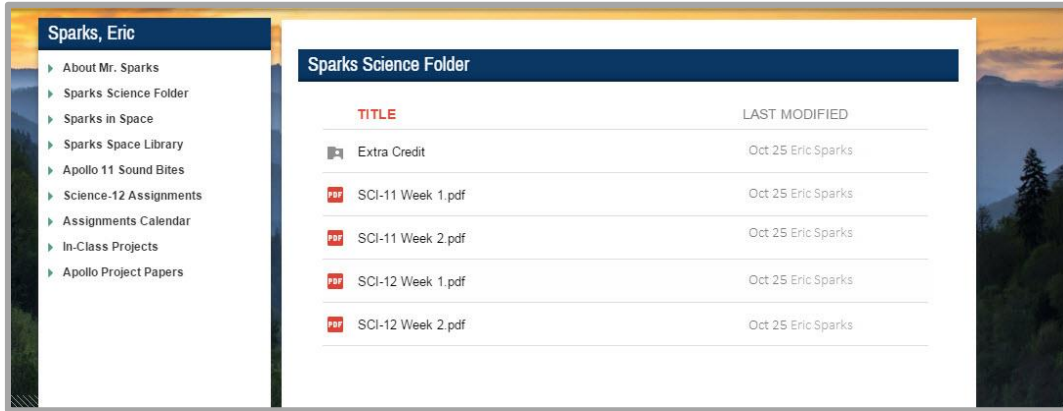 Sparks, Eric
About Mr. Sparks
Sparks Science Folder
Sparks in Space
Sparks Space Library
Apollo 11 Sound Bites
Science-12 Assignments
Assignments Calendar
In-Class Projects
Apollo Project Papers
Sparks Science Folder
TITLE LAST MODIFIED
Extra Credit Oct 25 Eric Sparks
PDF SCI-11 Week 1.pdf Oct 25 Eric Sparks
PDF SCI-11 Week 2.pdf Oct 25 Eric Sparks
PDF SCI-12 Week 1.pdf Oct 25 Eric Sparks
PDF SCI-12 Week 2.pdf Oct 25 Eric Sparks